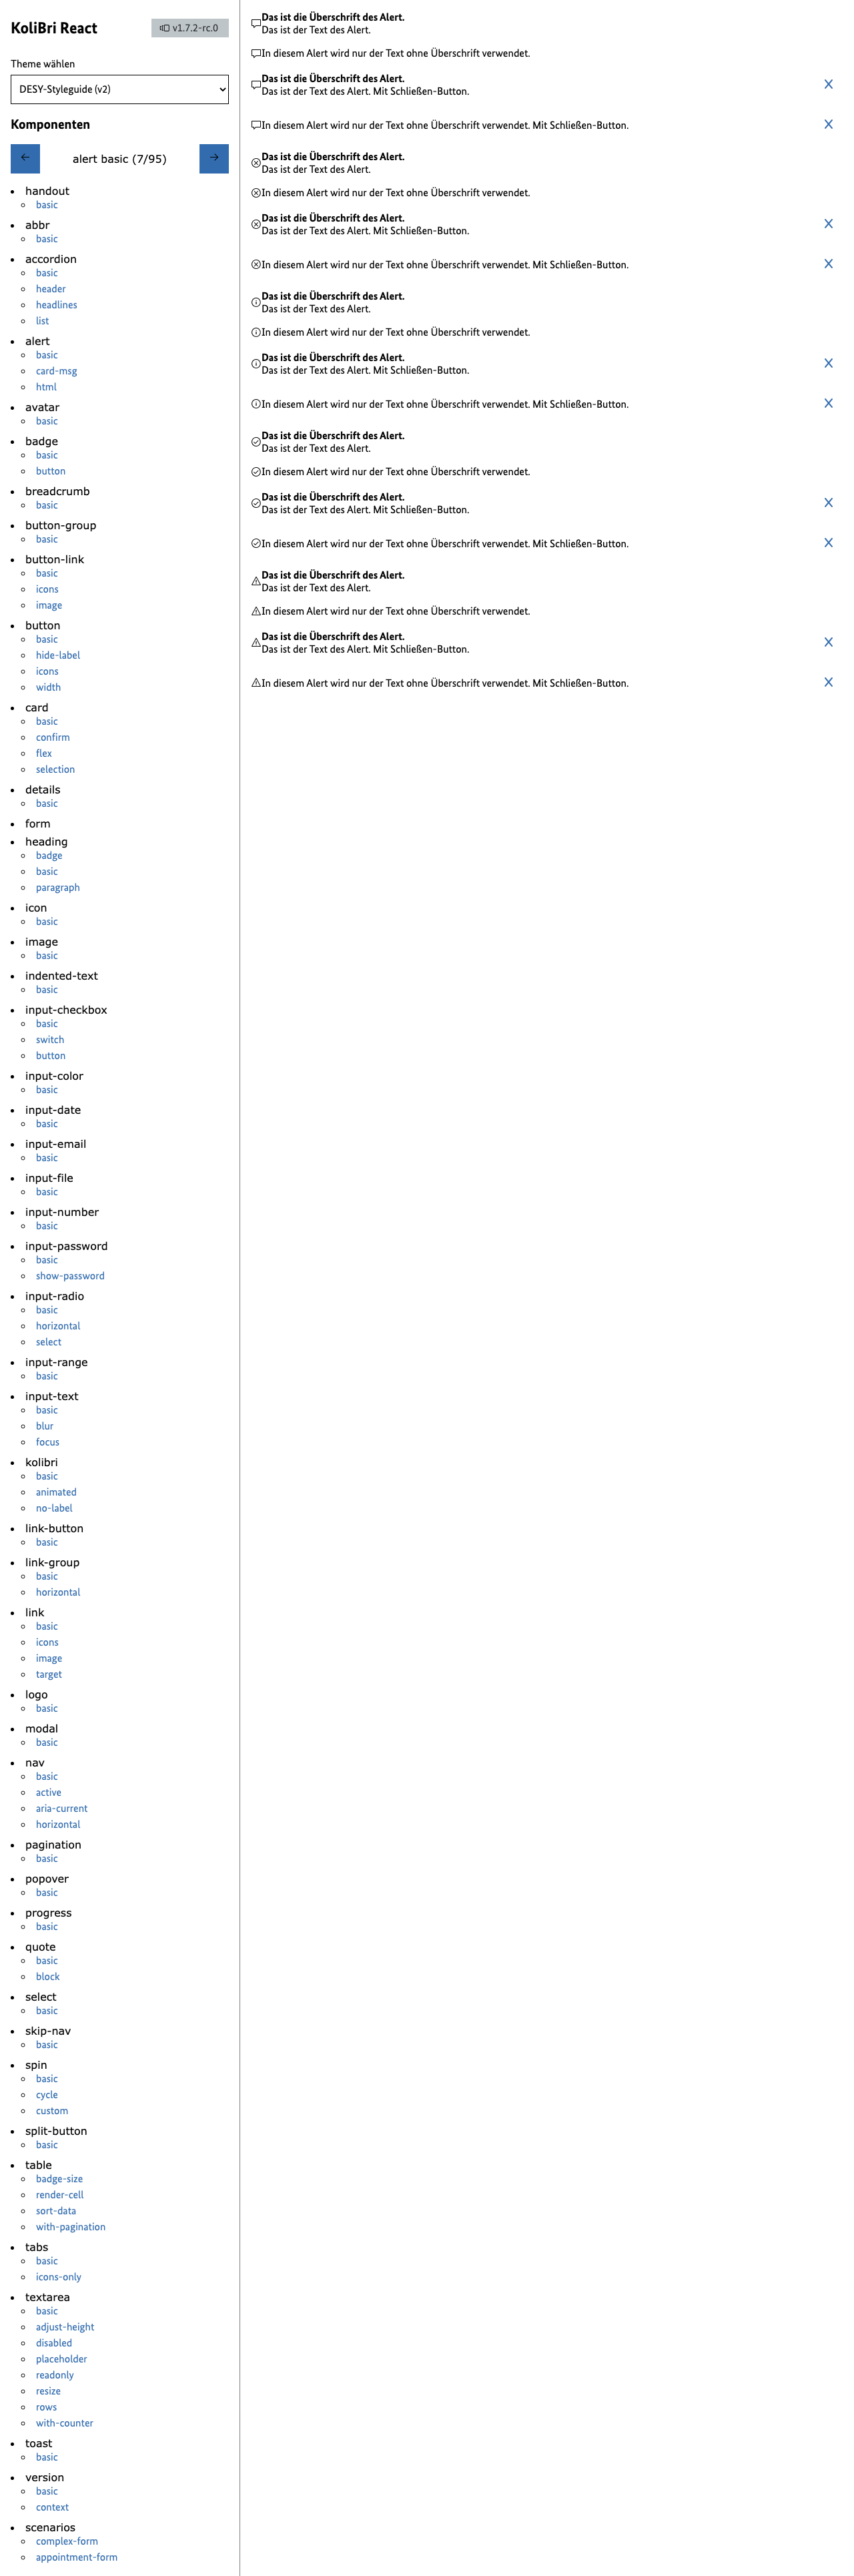 KoliBri React
v1.7.2-rc.0
Theme wählen
DESY-Styleguide (v2)
Komponenten
alert basic (7/95)
handout
basic
abbr
basic
accordion
basic
header
headlines
list
alert
basic
card-msg
html
avatar
basic
badge
basic
button
breadcrumb
basic
button-group
basic
button-link
basic
icons
image
button
basic
hide-label
icons
width
card
basic
confirm
flex
selection
details
basic
form
heading
badge
basic
paragraph
icon
basic
image
basic
indented-text
basic
input-checkbox
basic
switch
button
input-color
basic
input-date
basic
input-email
basic
input-file
basic
input-number
basic
input-password
basic
show-password
input-radio
basic
horizontal
select
input-range
basic
input-text
basic
blur
focus
kolibri
basic
animated
no-label
link-button
basic
link-group
basic
horizontal
link
basic
icons
image
target
logo
basic
modal
basic
nav
basic
active
aria-current
horizontal
pagination
basic
popover
basic
progress
basic
quote
basic
block
select
basic
skip-nav
basic
spin
basic
cycle
custom
split-button
basic
table
badge-size
render-cell
sort-data
with-pagination
tabs
basic
icons-only
textarea
basic
adjust-height
disabled
placeholder
readonly
resize
rows
with-counter
toast
basic
version
basic
context
scenarios
complex-form
appointment-form
Das ist die Überschrift des Alert.
Das ist der Text des Alert.
In diesem Alert wird nur der Text ohne Überschrift verwendet.
Das ist die Überschrift des Alert.
Das ist der Text des Alert. Mit Schließen-Button.
In diesem Alert wird nur der Text ohne Überschrift verwendet. Mit Schließen-Button.
Das ist die Überschrift des Alert.
Das ist der Text des Alert.
In diesem Alert wird nur der Text ohne Überschrift verwendet.
Das ist die Überschrift des Alert.
Das ist der Text des Alert. Mit Schließen-Button.
In diesem Alert wird nur der Text ohne Überschrift verwendet. Mit Schließen-Button.
Das ist die Überschrift des Alert.
Das ist der Text des Alert.
In diesem Alert wird nur der Text ohne Überschrift verwendet.
Das ist die Überschrift des Alert.
Das ist der Text des Alert. Mit Schließen-Button.
In diesem Alert wird nur der Text ohne Überschrift verwendet. Mit Schließen-Button.
Das ist die Überschrift des Alert.
Das ist der Text des Alert.
In diesem Alert wird nur der Text ohne Überschrift verwendet.
Das ist die Überschrift des Alert.
Das ist der Text des Alert. Mit Schließen-Button.
In diesem Alert wird nur der Text ohne Überschrift verwendet. Mit Schließen-Button.
Das ist die Überschrift des Alert.
Das ist der Text des Alert.
In diesem Alert wird nur der Text ohne Überschrift verwendet.
Das ist die Überschrift des Alert.
Das ist der Text des Alert. Mit Schließen-Button.
In diesem Alert wird nur der Text ohne Überschrift verwendet. Mit Schließen-Button.